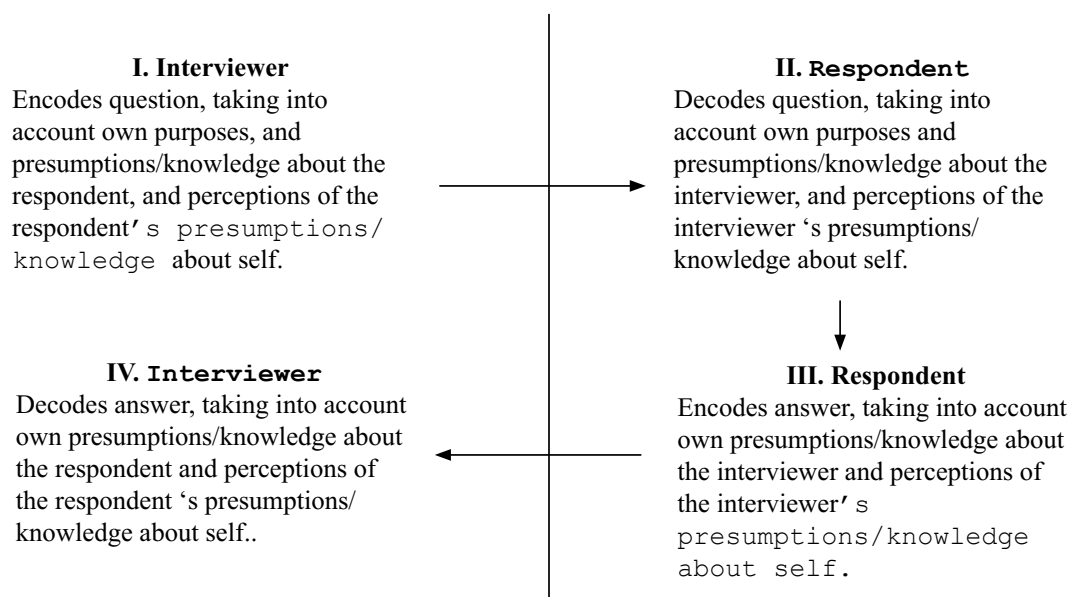 I. Interviewer
Encodes question, taking into
account own purposes, and
presumptions/knowledge about the
respondent, and perceptions of the
respondent's presumptions/
knowledge about self.
II. Respondent
Decodes question, taking into
account own purposes and
presumptions/knowledge about the
interviewer, and perceptions of the
interviewer ‘s presumptions/
knowledge about self.
III. Respondent
Encodes answer, taking into account
own presumptions/knowledge about
the interviewer and perceptions of
the interviewer's
presumptions/knowledge
about self.
IV. Interviewer
Decodes answer, taking into account
own presumptions/knowledge about
the respondent and perceptions of
the respondent ‘s presumptions/
knowledge about self..